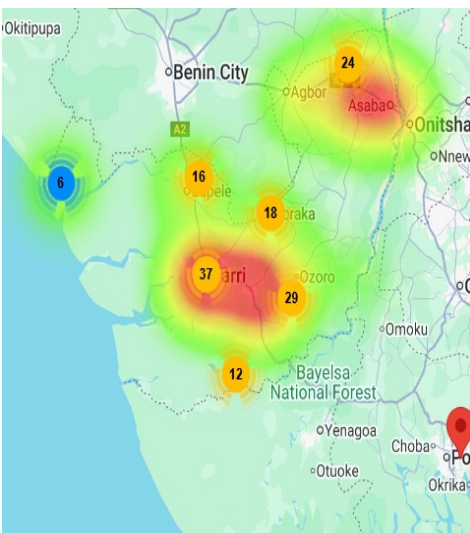 Okitipupa
24
Benin City
Agbor
Asaba
Onitsha
A2
Nnew
6
16
18
37
Ozoro
29
Omoku
12
Bayelsa
National Forest
Yenagoa
Choba
Po
Otuoke
Okrika